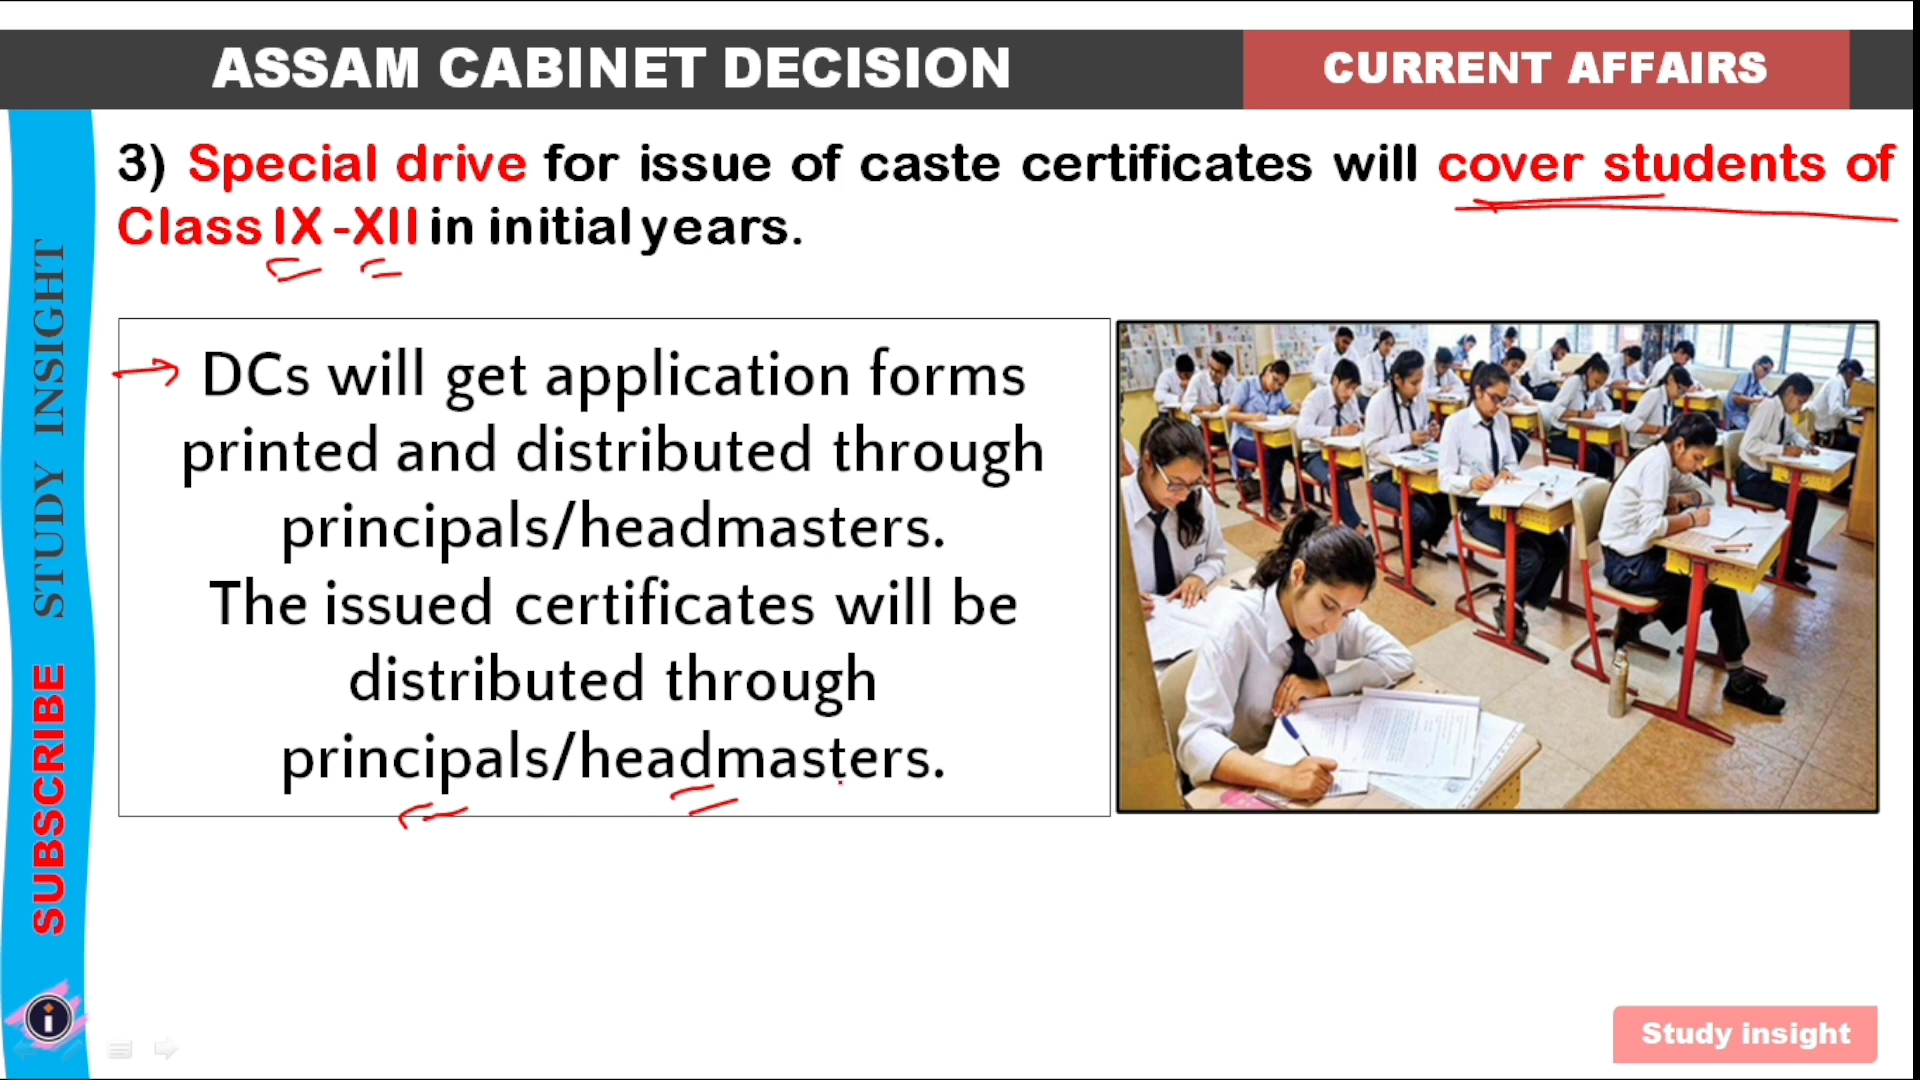 ASSAM CABINET DECISION
CURRENT AFFAIRS
3) Special drive for issue of caste certificates will cover students of
Class IX -XII in initial years.
DCs will get application forms
printed and distributed through
principals/headmasters.
The issued certificates will be
distributed through
principals/headmasters.
SUBSCRIBE STUDY INSIGHT
i
Study insight